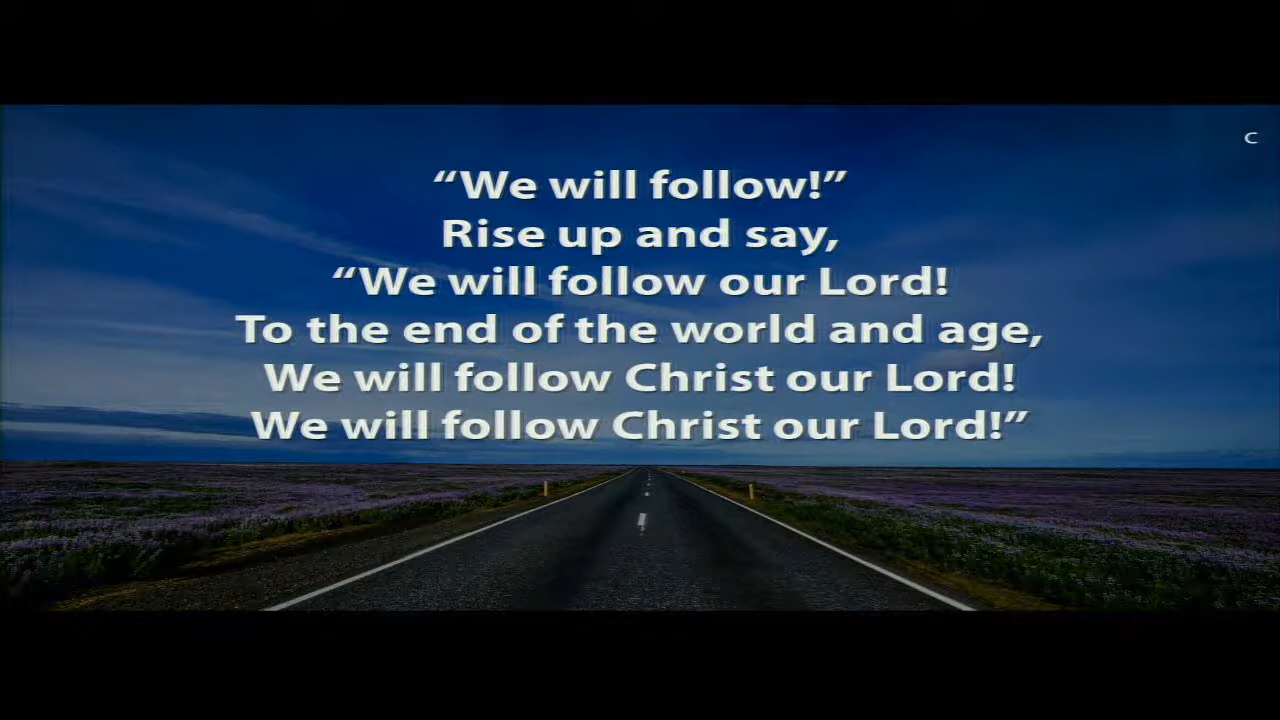 C
“We will follow!”
Rise up and say,
“We will follow our Lord!
To the end of the world and age,
We will follow Christ our Lord!
We will follow Christ our Lord!”